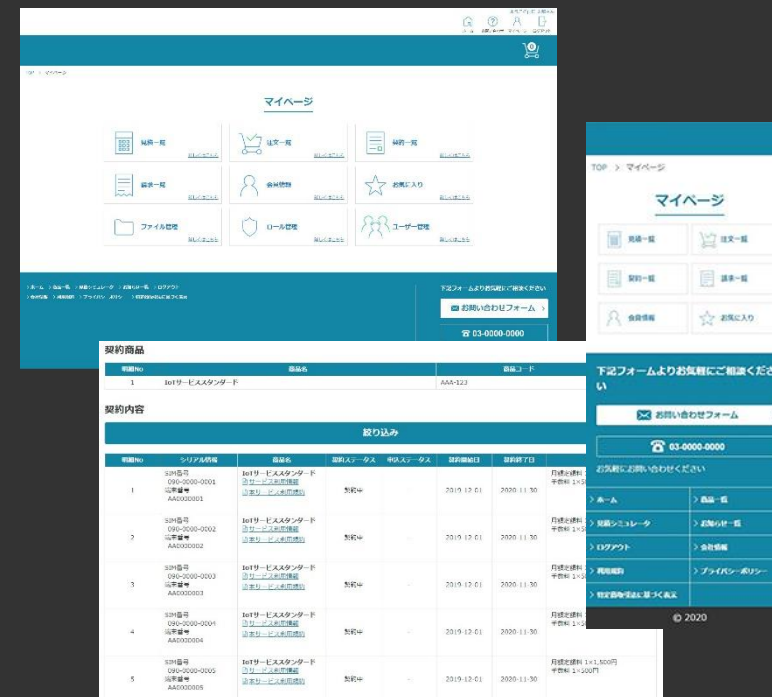 0
TOP > マイページ
マイページ
見積一覧
注文一覧
契約一覧
請求一覧
会員情報
お気に入り
ファイル管理
ロール管理
ユーザー管理
下記フォームよりお気軽にご相談ください
お問い合わせフォーム
03-0000-0000
TOP > マイページ
マイページ
見積一覧
注文一覧
契約一覧
請求一覧
会員情報
お気に入り
下記フォームよりお気軽にご相談くださ
い
お問い合わせフォーム
03-0000-0000
お気軽にお問い合わせください
> ホーム
> 商品一覧
> 見積シミュレータ
> お知らせ一覧
> ログアウト
> 会社情報
> 利用規約
> プライバシーポリシー
> 特定商取引法に基づく表示
© 2020
契約商品
明細No 商品名 商品コード
1 IoTサービススタンダード AAA-123
契約内容
絞り込み
明細No シリアル情報 商品名 契約ステータス 申込ステータス 契約開始日 契約終了日
1 SIM番号 090-0000-0001 端末番号 AA0000001 IoTサービススタンダード 契約中 - 2019-12-01 2020-11-30
2 SIM番号 090-0000-0002 端末番号 AA0000002 IoTサービススタンダード 契約中 - 2019-12-01 2020-11-30
3 SIM番号 090-0000-0003 端末番号 AA0000003 IoTサービススタンダード 契約中 - 2019-12-01 2020-11-30
4 SIM番号 090-0000-0004 端末番号 AA0000004 IoTサービススタンダード 契約中 - 2019-12-01 2020-11-30
5 SIM番号 090-0000-0005 端末番号 AA0000005 IoTサービススタンダード 契約中 - 2019-12-01 2020-11-30 月額定額料 1×1,500円 手数料 1×500円